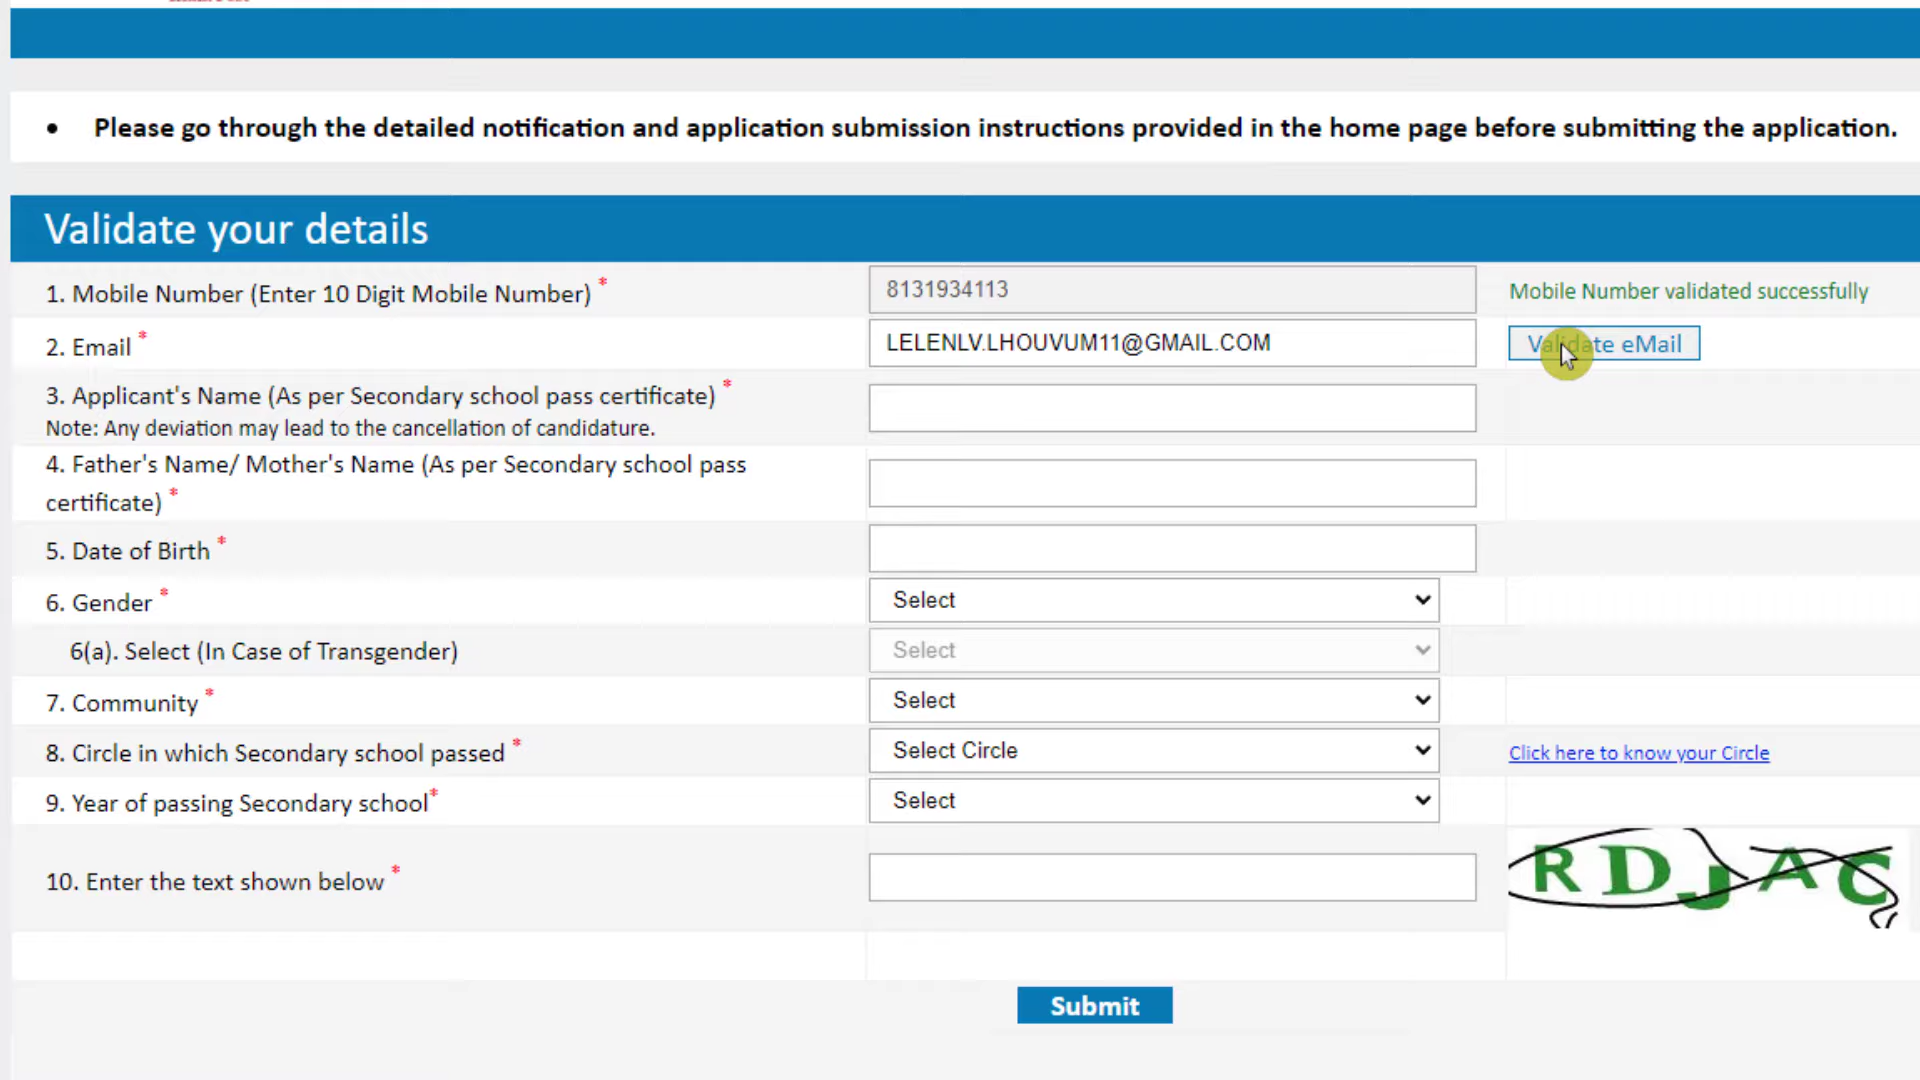 • Please go through the detailed notification and application submission instructions provided in the home page before submitting the application.
Validate your details
1. Mobile Number (Enter 10 Digit Mobile Number) *
8131934113
Mobile Number validated successfully
2. Email *
LELENLV.LHOUVUM11@GMAIL.COM
Validate eMail
3. Applicant's Name (As per Secondary school pass certificate) *
Note: Any deviation may lead to the cancellation of candidature.
4. Father's Name/ Mother's Name (As per Secondary school pass
certificate) *
5. Date of Birth *
6. Gender *
Select
6(a). Select (In Case of Transgender)
Select
7. Community *
Select
8. Circle in which Secondary school passed *
Select Circle
Click here to know your Circle
9. Year of passing Secondary school*
Select
10. Enter the text shown below *
RDJAC
Submit